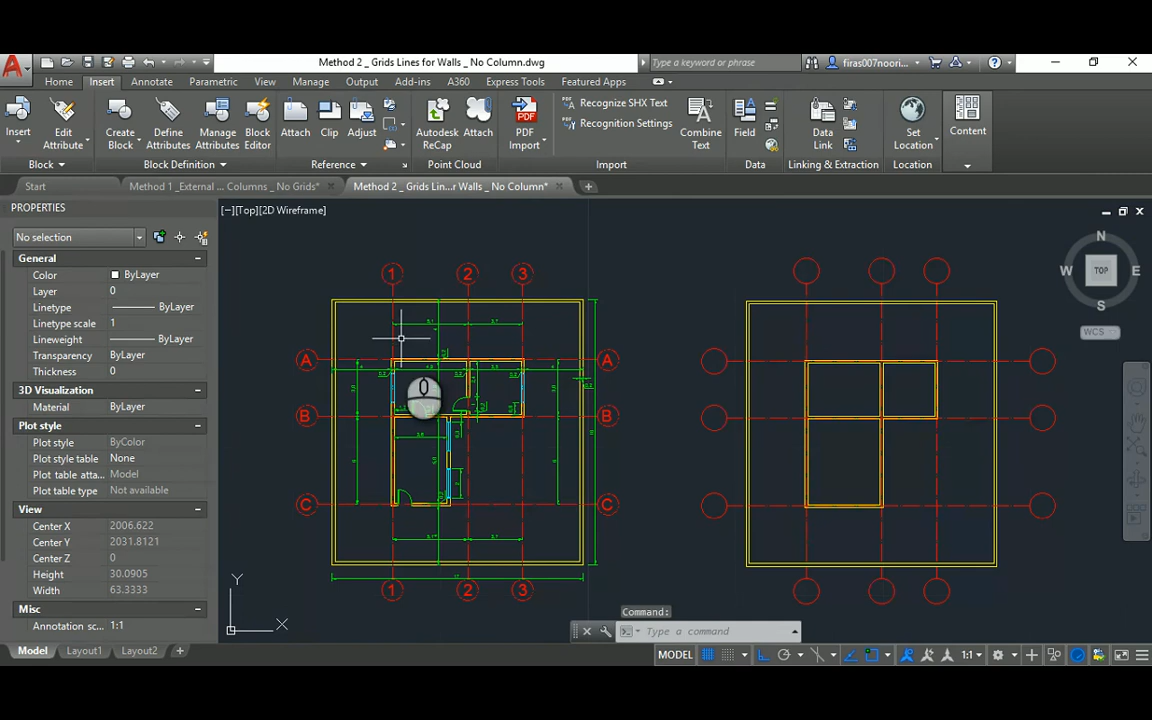 A
Method 2 _ Grids Lines for Walls _ No Column.dwg
Type a keyword or phrase
firas007noori...
Home
Insert
Annotate
Parametric
View
Manage
Output
Add-ins
A360
Express Tools
Featured Apps
Insert
Edit
Attribute
Create
Block
Define
Attributes
Manage
Attributes
Block
Editor
Attach
Clip
Adjust
Autodesk
ReCap
Attach
PDF
Import
Recognize SHX Text
Recognition Settings
Combine
Text
Field
Data
Link
Set
Location
Content
Block
Block Definition
Reference
Point Cloud
Import
Data
Linking & Extraction
Location
Start
Method 1 _External ... Columns _ No Grids*
Method 2 _ Grids Lin...r Walls _ No Column*
PROPERTIES
No selection
General
Color ByLayer
Layer 0
Linetype ByLayer
Linetype scale 1
Lineweight ByLayer
Transparency ByLayer
Thickness 0
3D Visualization
Material ByLayer
Plot style
Plot style ByColor
Plot style table None
Plot table atta... Model
Plot table type Not available
View
Center X 2006.622
Center Y 2031.8121
Center Z 0
Height 30.0905
Width 63.3333
Misc
Annotation sc... 1:1
[−][Top][2D Wireframe]
1 2 3
A A
B B
C C
1 2 3
0
N
W TOP E
S
WCS
Y
X
Command:
Type a command
Model
Layout1
Layout2
MODEL
1:1